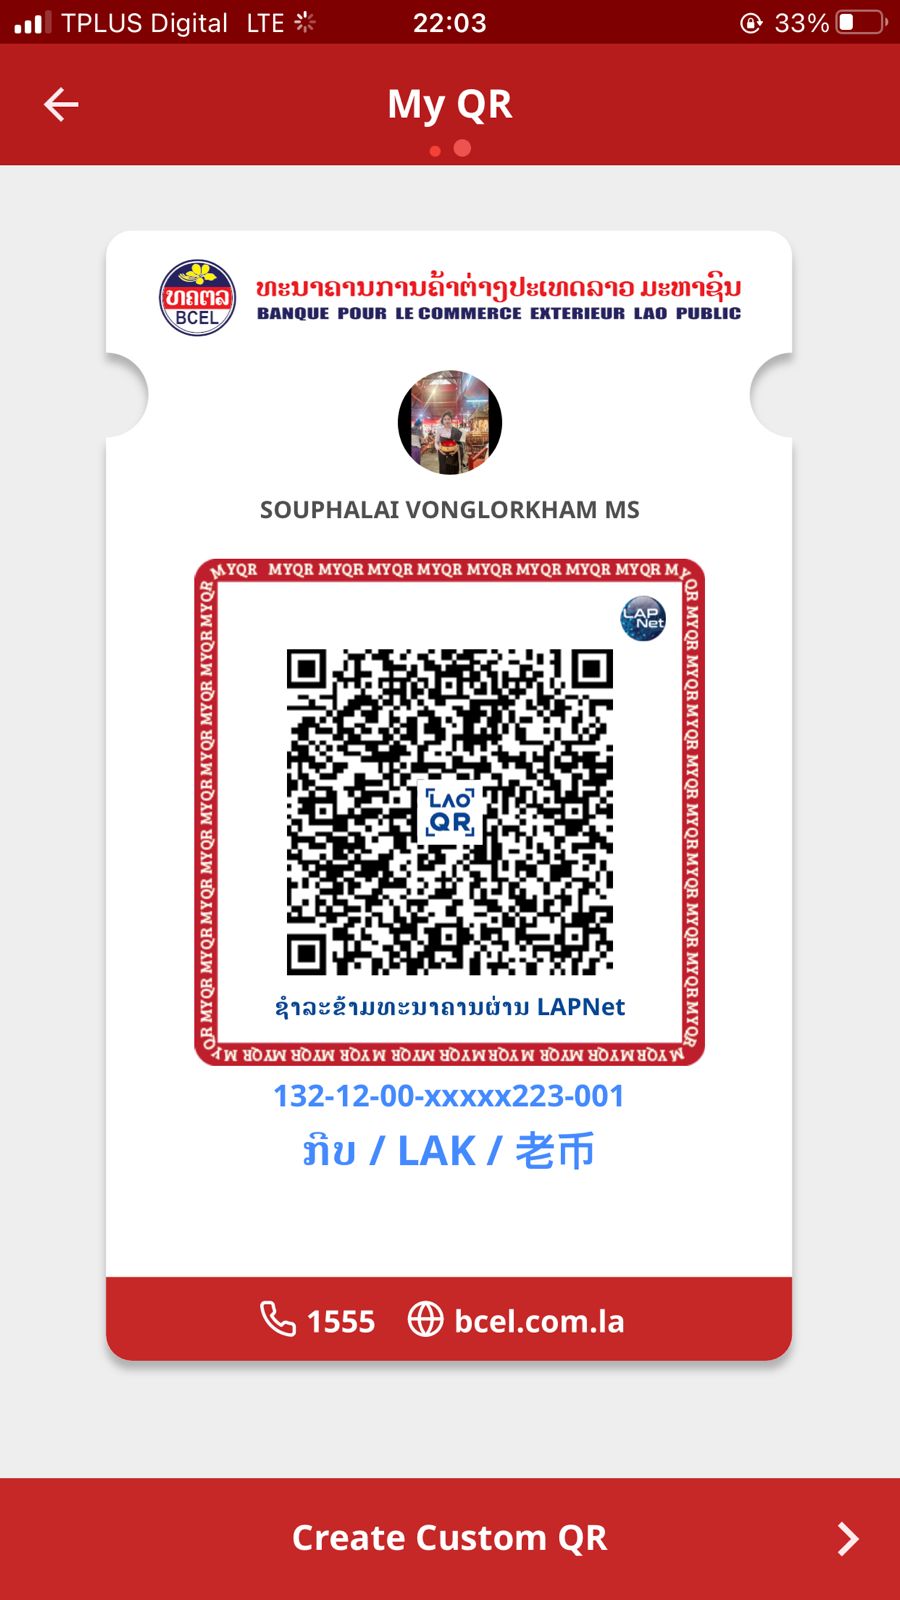 TPLUS Digital LTE 22:03 33%
My QR
ທຄຕລ
BCEL
ທະນາຄານການຄ້າຕ່າງປະເທດລາວ ມະຫາຊົນ
BANQUE POUR LE COMMERCE EXTERIEUR LAO PUBLIC
SOUPHALAI VONGLORKHAM MS
MYQR MYQR MYQR MYQR MYQR MYQR MYQR MYQR MYQR MYQR
LAP
Net
LAO
QR
ຊຳລະຂ້າມທະນາຄານຜ່ານ LAPNet
132-12-00-xxxxx223-001
ກີບ / LAK / 老币
1555 bcel.com.la
Create Custom QR